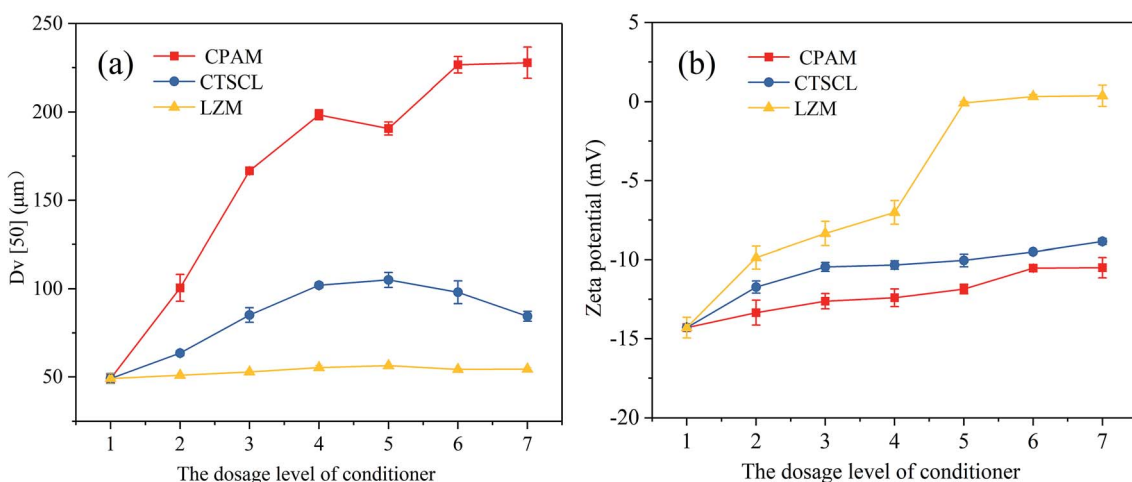 (a)
CPAM
CTSCL
LZM
250
200
150
100
50
Dv [50] (μm)
1 2 3 4 5 6 7
The dosage level of conditioner
(b)
CPAM
CTSCL
LZM
5
0
-5
-10
-15
-20
Zeta potential (mV)
1 2 3 4 5 6 7
The dosage level of conditioner